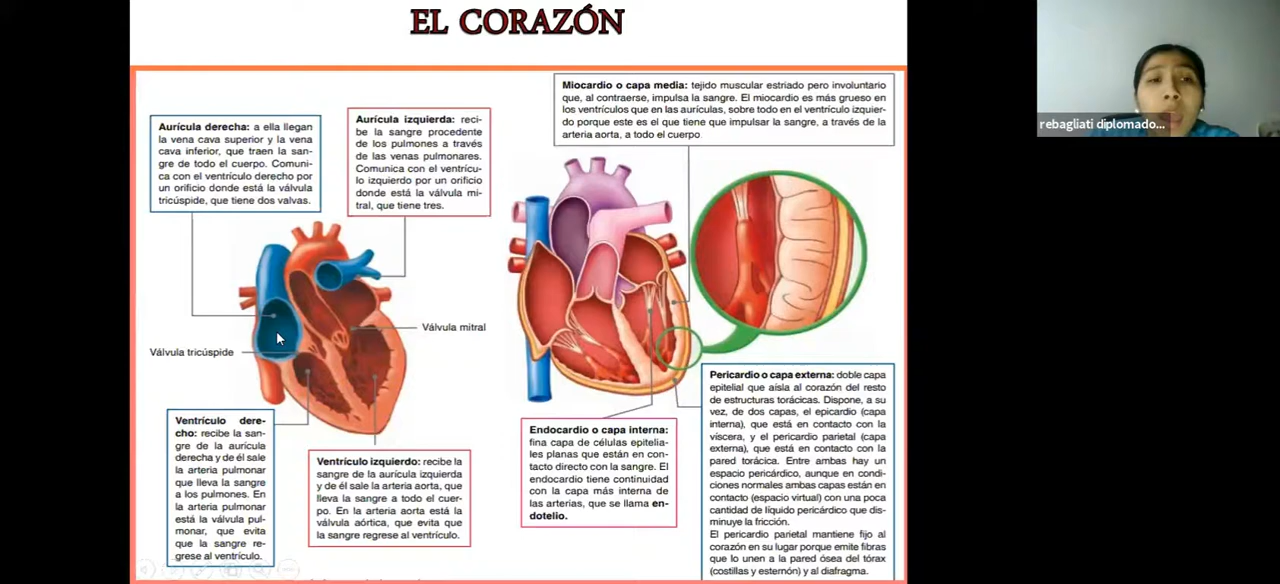 EL CORAZÓN
Miocardio o capa media: tejido muscular estriado pero involuntario
que, al contraerse, impulsa la sangre. El miocardio es más grueso en
los ventrículos que en las aurículas, sobre todo en el ventrículo izquier-
do porque este es el que tiene que impulsar la sangre, a través de la
arteria aorta, a todo el cuerpo
Aurícula derecha: a ella llegan
la vena cava superior y la vena
cava inferior, que traen la san-
gre de todo el cuerpo. Comuni-
ca con el ventrículo derecho por
un orificio donde está la válvula
tricúspide, que tiene dos valvas.
Aurícula izquierda: reci-
be la sangre procedente
de los pulmones a través
de las venas pulmonares.
Comunica con el ventrícu-
lo izquierdo por un orificio
donde está la válvula mi-
tral, que tiene tres.
rebagliati diplomado...
Válvula mitral
Válvula tricúspide
Ventrículo dere-
cho: recibe la san-
gre de la aurícula
derecha y de él sale
la arteria pulmonar
que lleva la sangre
a los pulmones. En
la arteria pulmonar
está la válvula pul-
monar, que evita
que la sangre re-
grese al ventrículo.
Ventrículo izquierdo: recibe la
sangre de la aurícula izquierda
y de él sale la arteria aorta, que
lleva la sangre a todo el cuer-
po. En la arteria aorta está la
válvula aórtica, que evita que
la sangre regrese al ventrículo.
Endocardio o capa interna:
fina capa de células epitelia-
les planas que están en con-
tacto directo con la sangre. El
endocardio tiene continuidad
con la capa más interna de
las arterias, que se llama en-
dotelio.
Pericardio o capa externa: doble capa
epitelial que aísla al corazón del resto
de estructuras torácicas. Dispone, a su
vez, de dos capas, el epicardio (capa
interna), que está en contacto con la
víscera, y el pericardio parietal (capa
externa), que está en contacto con la
pared torácica. Entre ambas hay un
espacio pericárdico, aunque en condi-
ciones normales ambas capas están en
contacto (espacio virtual) con una poca
cantidad de líquido pericárdico que dis-
minuye la fricción.
El pericardio parietal mantiene fijo al
corazón en su lugar porque emite fibras
que lo unen a la pared ósea del tórax
(costillas y esternón) y al diafragma.